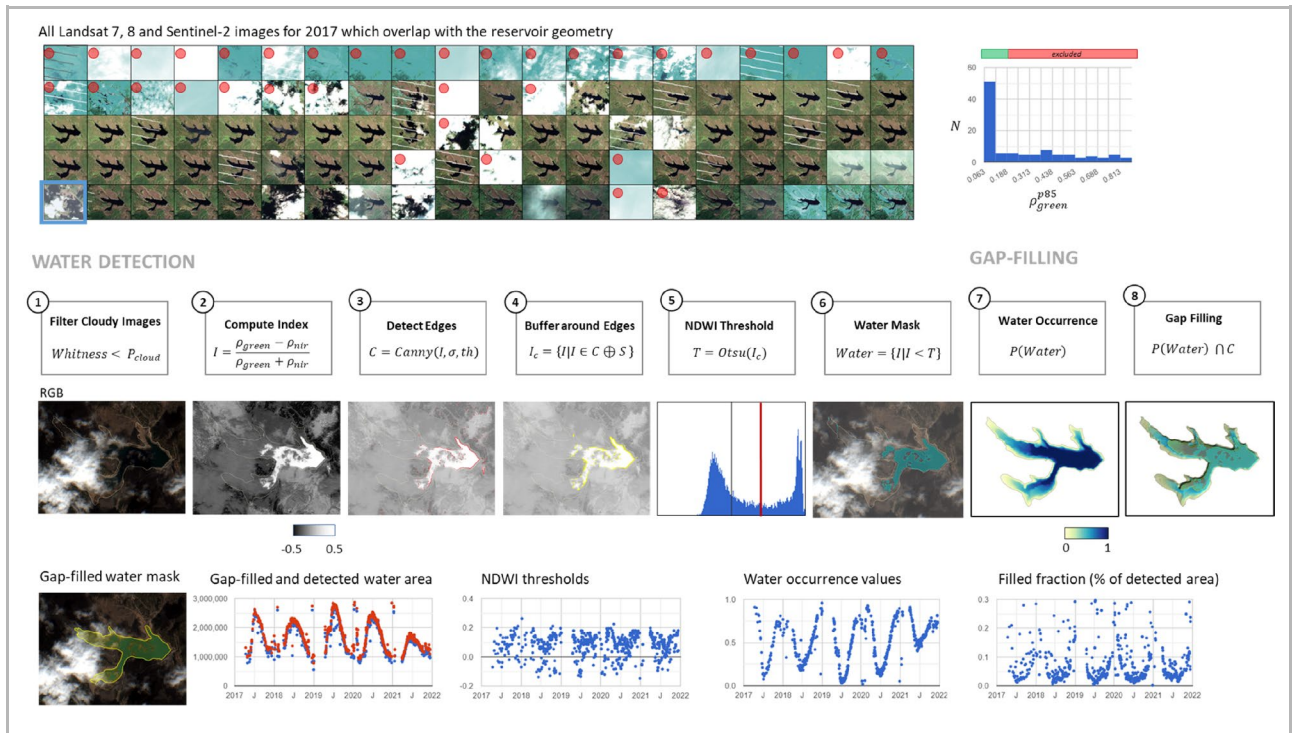 All Landsat 7, 8 and Sentinel-2 images for 2017 which overlap with the reservoir geometry
excluded
60
40
20
0
N
0.063
0.188
0.313
0.438
0.563
0.688
0.813
ρ_green^p85
WATER DETECTION
GAP-FILLING
1
Filter Cloudy Images
Whitness < P_cloud
2
Compute Index
I = (ρ_green − ρ_nir) / (ρ_green + ρ_nir)
3
Detect Edges
C = Canny(I, σ, th)
4
Buffer around Edges
I_c = {I|I ∈ C ⊕ S}
5
NDWI Threshold
T = Otsu(I_c)
6
Water Mask
Water = {I|I < T}
7
Water Occurrence
P(Water)
8
Gap Filling
P(Water) ⋂ C
RGB
-0.5 0.5
0 1
Gap-filled water mask
Gap-filled and detected water area
3,000,000
2,000,000
1,000,000
0
2017 J 2018 J 2019 J 2020 J 2021 J 2022
NDWI thresholds
0.4
0.2
0.0
-0.2
2017 J 2018 J 2019 J 2020 J 2021 J 2022
Water occurrence values
1.0
0.5
0.0
2017 J 2018 J 2019 J 2020 J 2021 J 2022
Filled fraction (% of detected area)
0.3
0.2
0.1
0.0
2017 J 2018 J 2019 J 2020 J 2021 J 2022